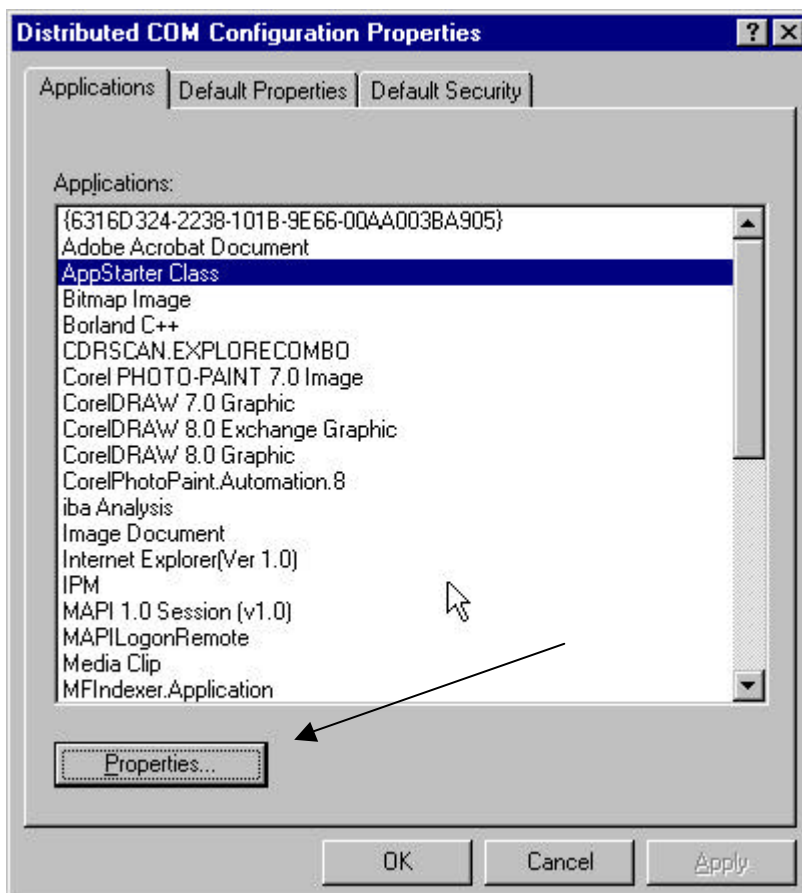 Distributed COM Configuration Properties
Applications Default Properties Default Security
Applications:
{6316D324-2238-101B-9E66-00AA003BA905}
Adobe Acrobat Document
AppStarter Class
Bitmap Image
Borland C++
CDRSCAN.EXPLORECOMBO
Corel PHOTO-PAINT 7.0 Image
CorelDRAW 7.0 Graphic
CorelDRAW 8.0 Exchange Graphic
CorelDRAW 8.0 Graphic
CorelPhotoPaint.Automation.8
iba Analysis
Image Document
Internet Explorer(Ver 1.0)
IPM
MAPI 1.0 Session (v1.0)
MAPILogonRemote
Media Clip
MFIndexer.Application
Properties...
OK Cancel Apply